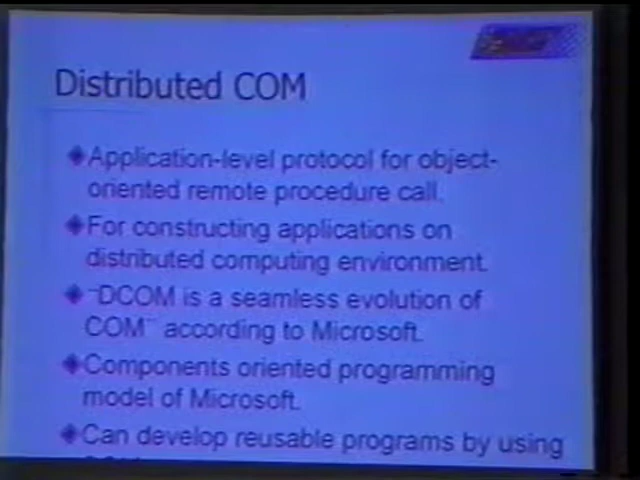 Distributed COM
Application-level protocol for object-
oriented remote procedure call.
For constructing applications on
distributed computing environment.
"DCOM is a seamless evolution of
COM" according to Microsoft.
Components oriented programming
model of Microsoft.
Can develop reusable programs by using